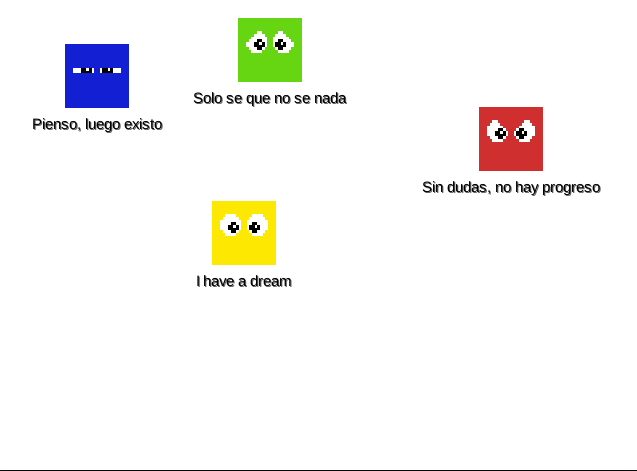 Solo se que no se nada
Pienso, luego existo
Sin dudas, no hay progreso
I have a dream